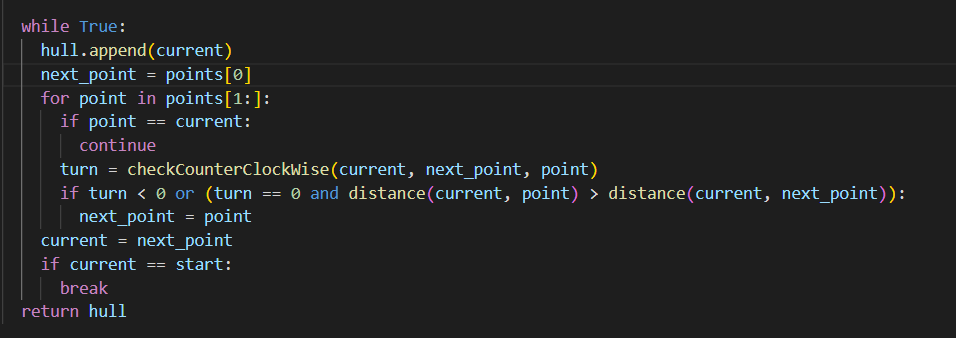 while True:
hull.append(current)
next_point = points[0]
for point in points[1:]:
if point == current:
continue
turn = checkCounterClockWise(current, next_point, point)
if turn < 0 or (turn == 0 and distance(current, point) > distance(current, next_point)):
next_point = point
current = next_point
if current == start:
break
return hull